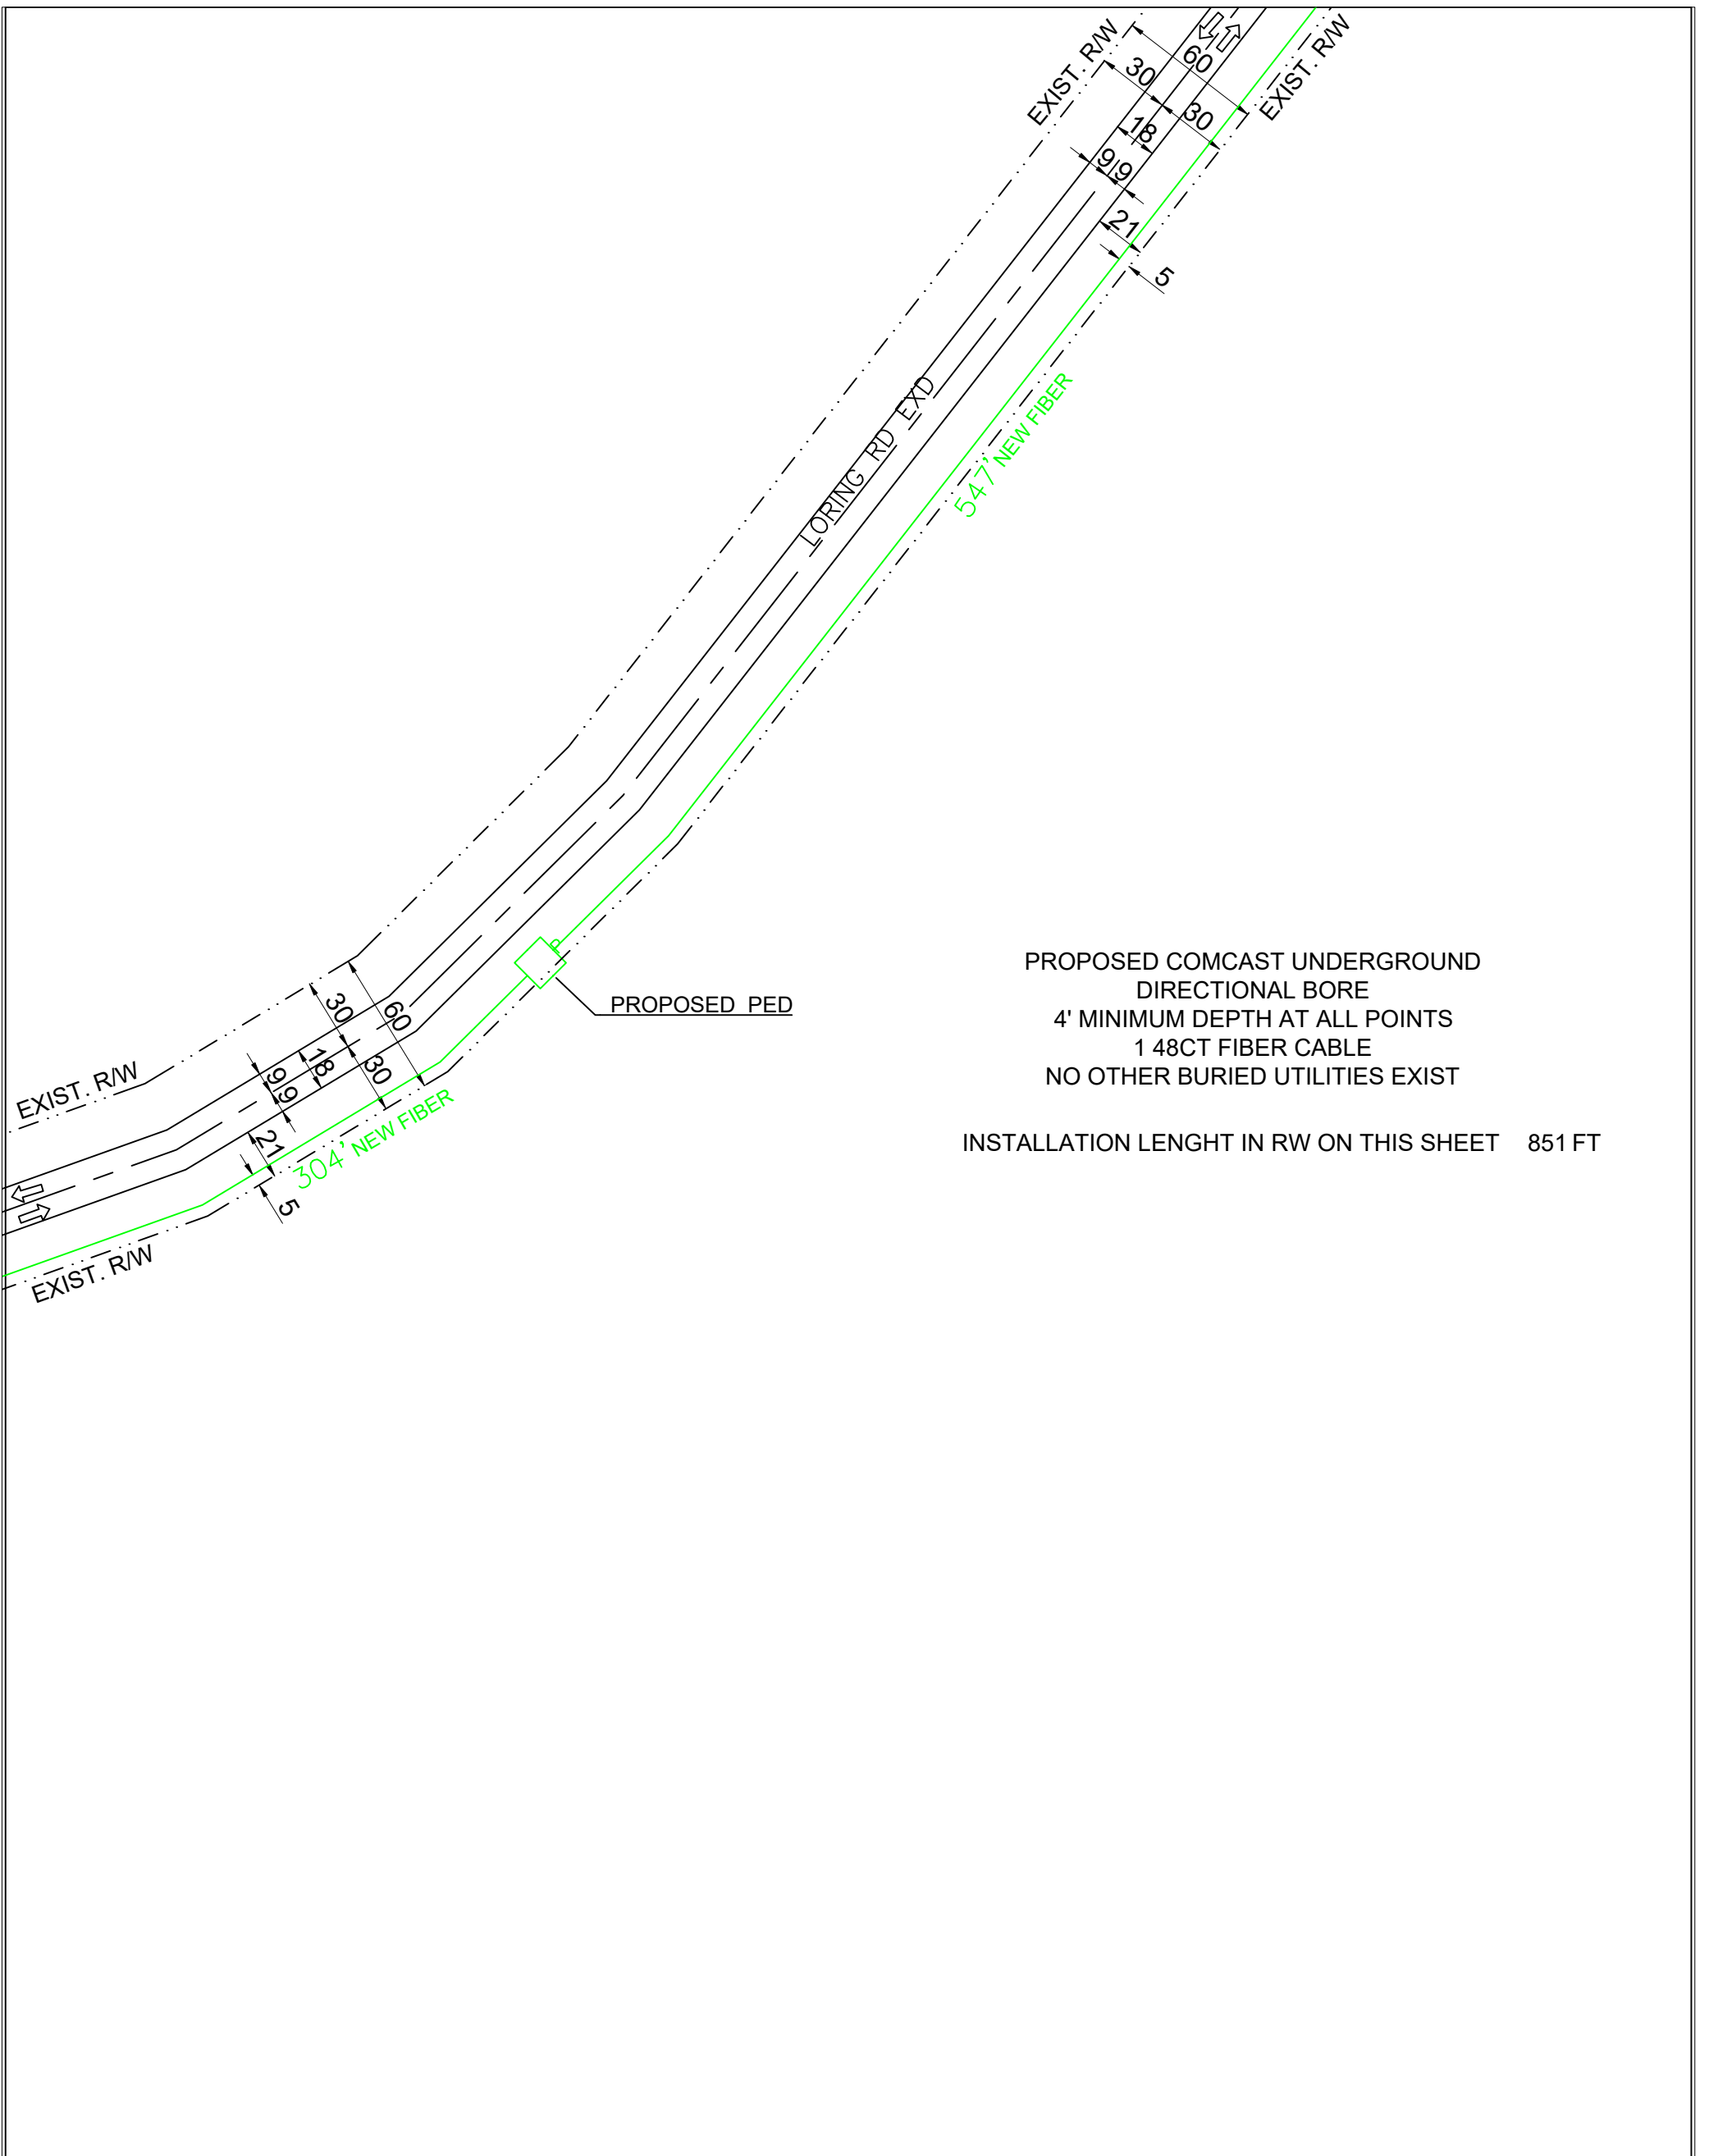 EXIST. R/W
60
30
EXIST. R/W
30
18
9
9
21
5
LORING RD EXD
547' NEW FIBER
P
PROPOSED PED
PROPOSED COMCAST UNDERGROUND
DIRECTIONAL BORE
4' MINIMUM DEPTH AT ALL POINTS
1 48CT FIBER CABLE
NO OTHER BURIED UTILITIES EXIST
INSTALLATION LENGHT IN RW ON THIS SHEET 851 FT
30
60
18
30
9
9
EXIST. R/W
21
304' NEW FIBER
5
EXIST. R/W